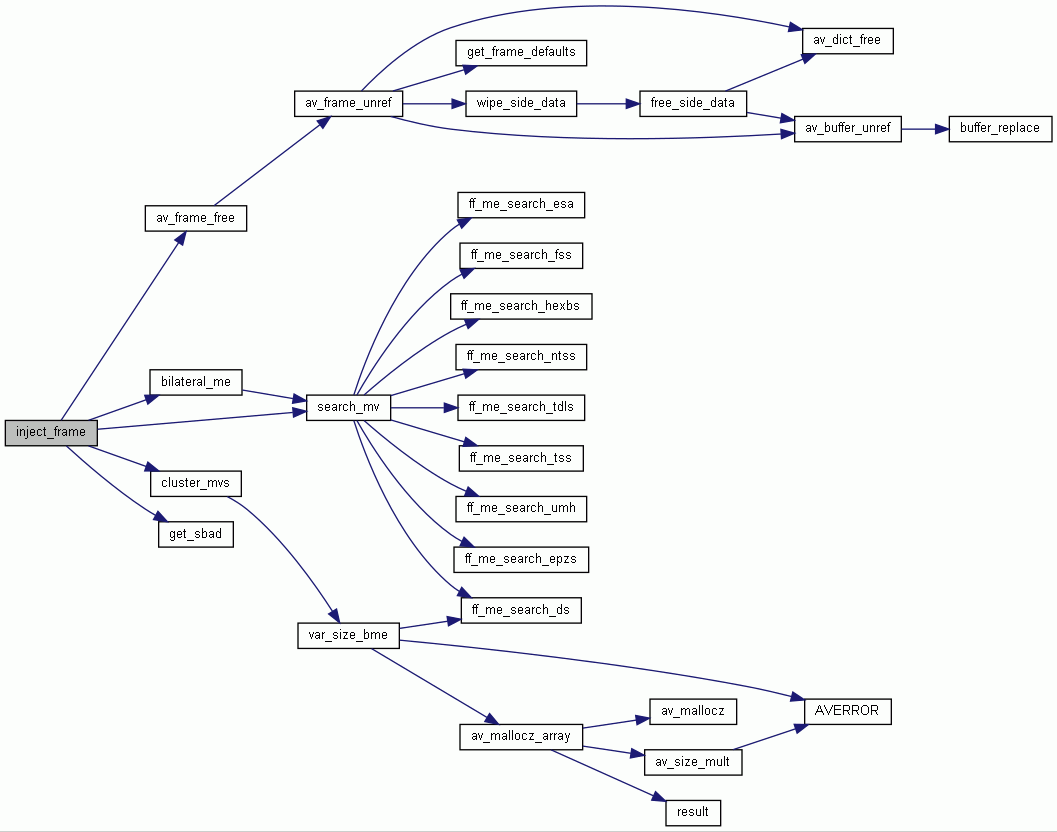 av_dict_free
get_frame_defaults
av_frame_unref
wipe_side_data
free_side_data
av_buffer_unref
buffer_replace
ff_me_search_esa
av_frame_free
ff_me_search_fss
ff_me_search_hexbs
ff_me_search_ntss
bilateral_me
search_mv
ff_me_search_tdls
inject_frame
ff_me_search_tss
cluster_mvs
ff_me_search_umh
get_sbad
ff_me_search_epzs
ff_me_search_ds
var_size_bme
av_mallocz
AVERROR
av_mallocz_array
av_size_mult
result